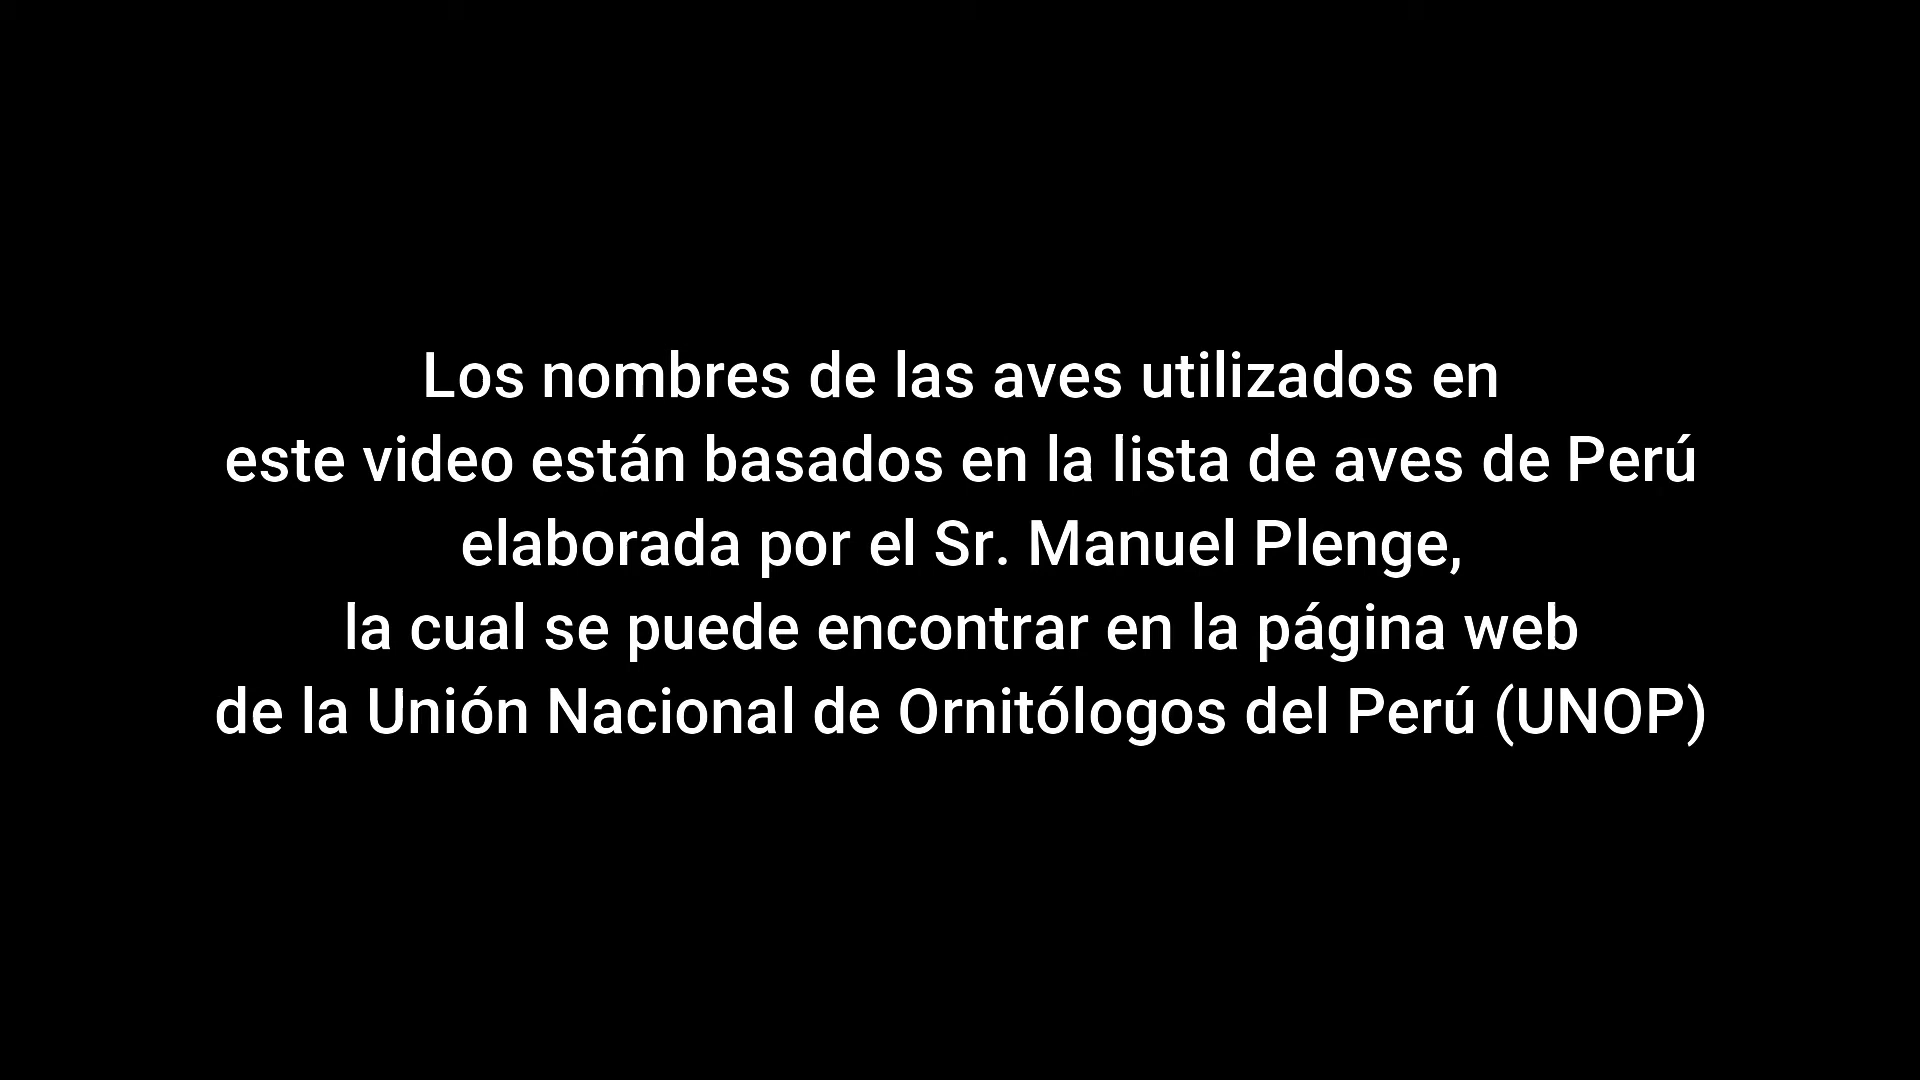 Los nombres de las aves utilizados en
este video están basados en la lista de aves de Perú
elaborada por el Sr. Manuel Plenge,
la cual se puede encontrar en la página web
de la Unión Nacional de Ornitólogos del Perú (UNOP)